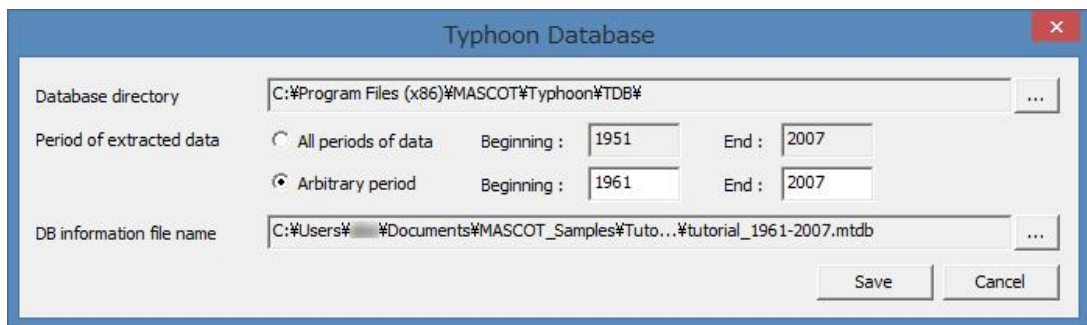 Typhoon Database
Database directory C:¥Program Files (x86)¥MASCOT¥Typhoon¥TDB¥ ...
Period of extracted data All periods of data Beginning : 1951 End : 2007
Arbitrary period Beginning : 1961 End : 2007
DB information file name C:¥Users¥ ¥Documents¥MASCOT_Samples¥Tuto...¥tutorial_1961-2007.mtdb ...
Save Cancel